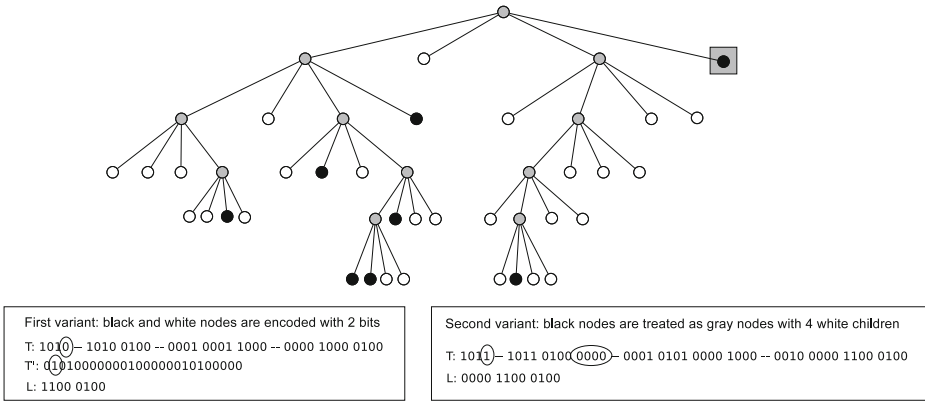 First variant: black and white nodes are encoded with 2 bits
T: 1010 – 1010 0100 -- 0001 0001 1000 -- 0000 1000 0100
T': 010100000000100000010100000
L: 1100 0100
Second variant: black nodes are treated as gray nodes with 4 white children
T: 1011 – 1011 0100 0000 – 0001 0101 0000 1000 -- 0010 0000 1100 0100
L: 0000 1100 0100